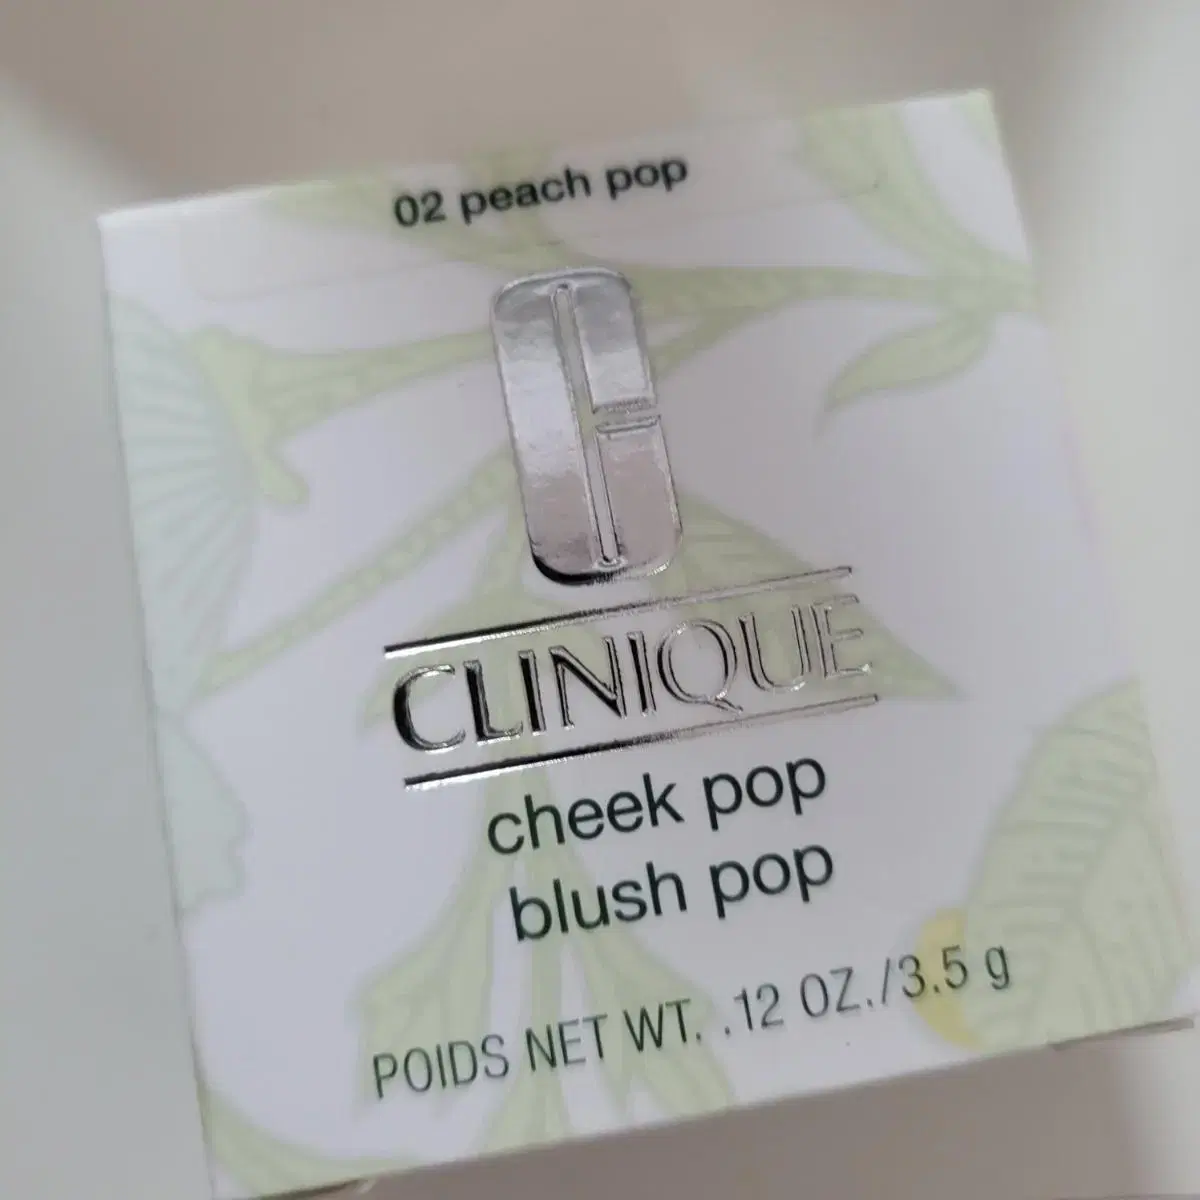 02 peach pop
CLINIQUE
cheek pop
blush pop
POIDS NET WT. .12 OZ./3.5 g